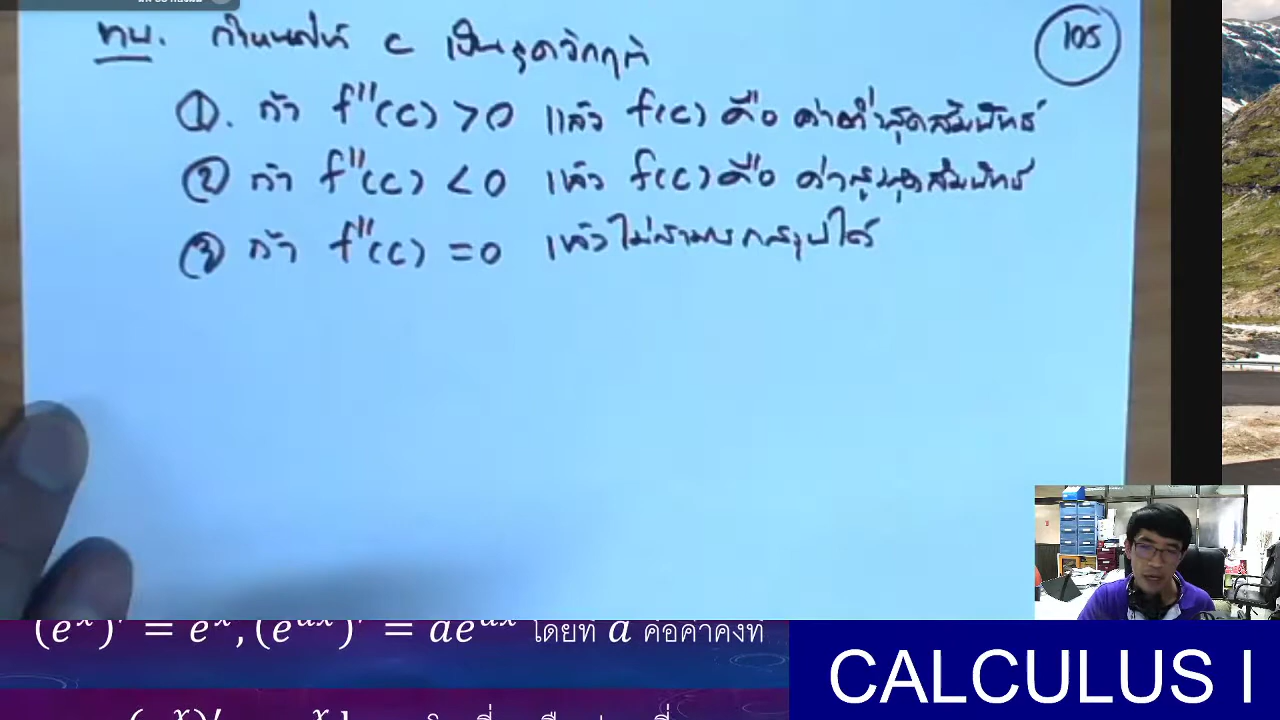 ทบ. กำหนดให้ c เป็นจุดวิกฤติ
105
①. ถ้า f''(c) > 0 แล้ว f(c) คือ ค่าต่ำสุดสัมพัทธ์
② ถ้า f''(c) < 0 แล้ว f(c) คือ ค่าสูงสุดสัมพัทธ์
③ ถ้า f''(c) = 0 แล้วไม่สามารถสรุปได้
(eˣ)′ = eˣ, (eᵃˣ)′ = aeᵃˣ โดยที่ a คือค่าคงที่
CALCULUS I